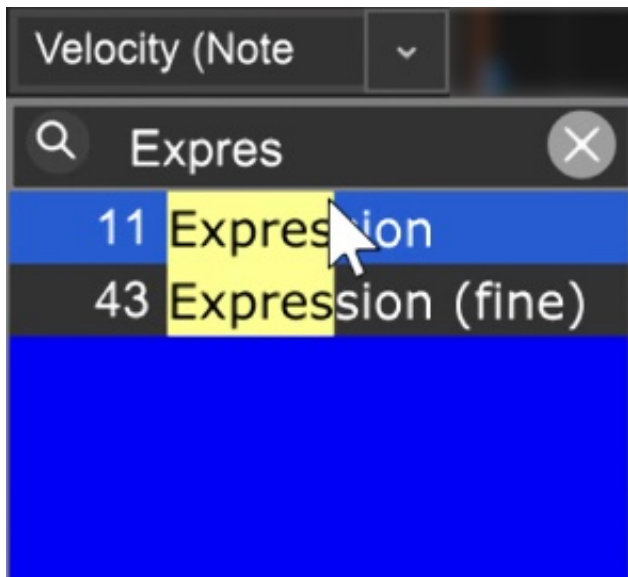 Velocity (Note
Expres
11 Expression
43 Expression (fine)